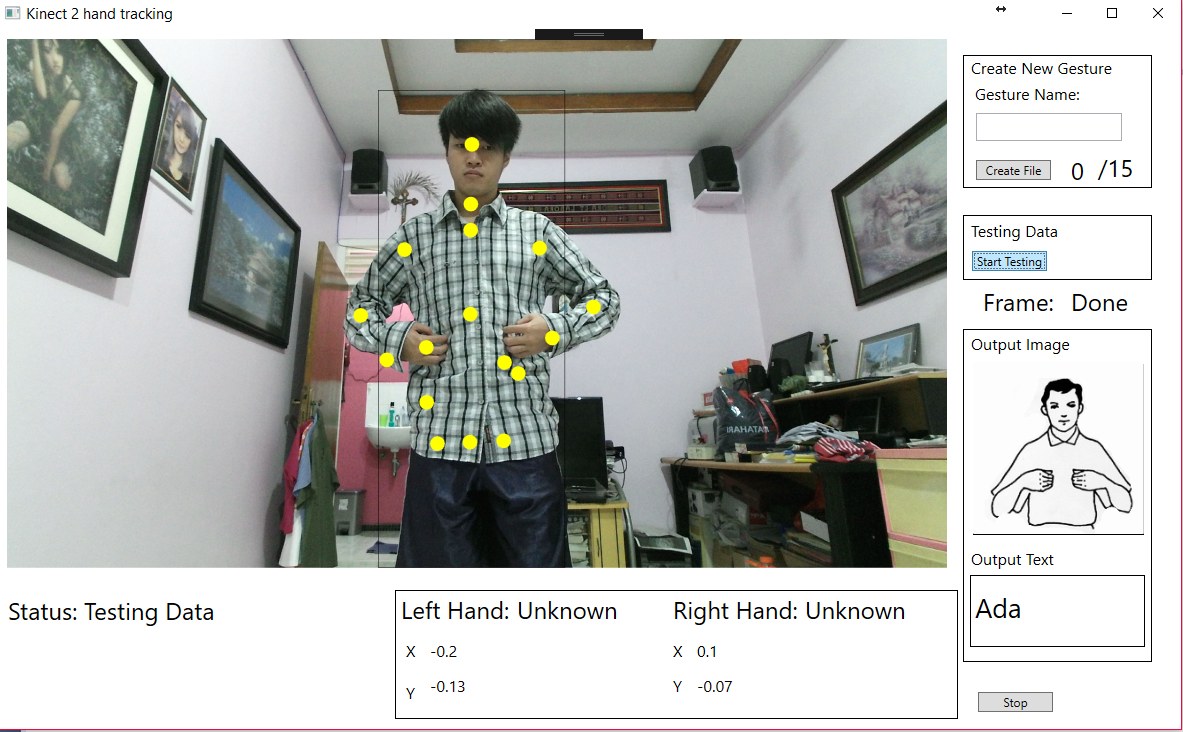 Kinect 2 hand tracking
Create New Gesture
Gesture Name:
Create File 0 /15
Testing Data
Start Testing
Frame: Done
Output Image
Output Text
Ada
Stop
Status: Testing Data
Left Hand: Unknown
X -0.2
Y -0.13
Right Hand: Unknown
X 0.1
Y -0.07
MATAHARI